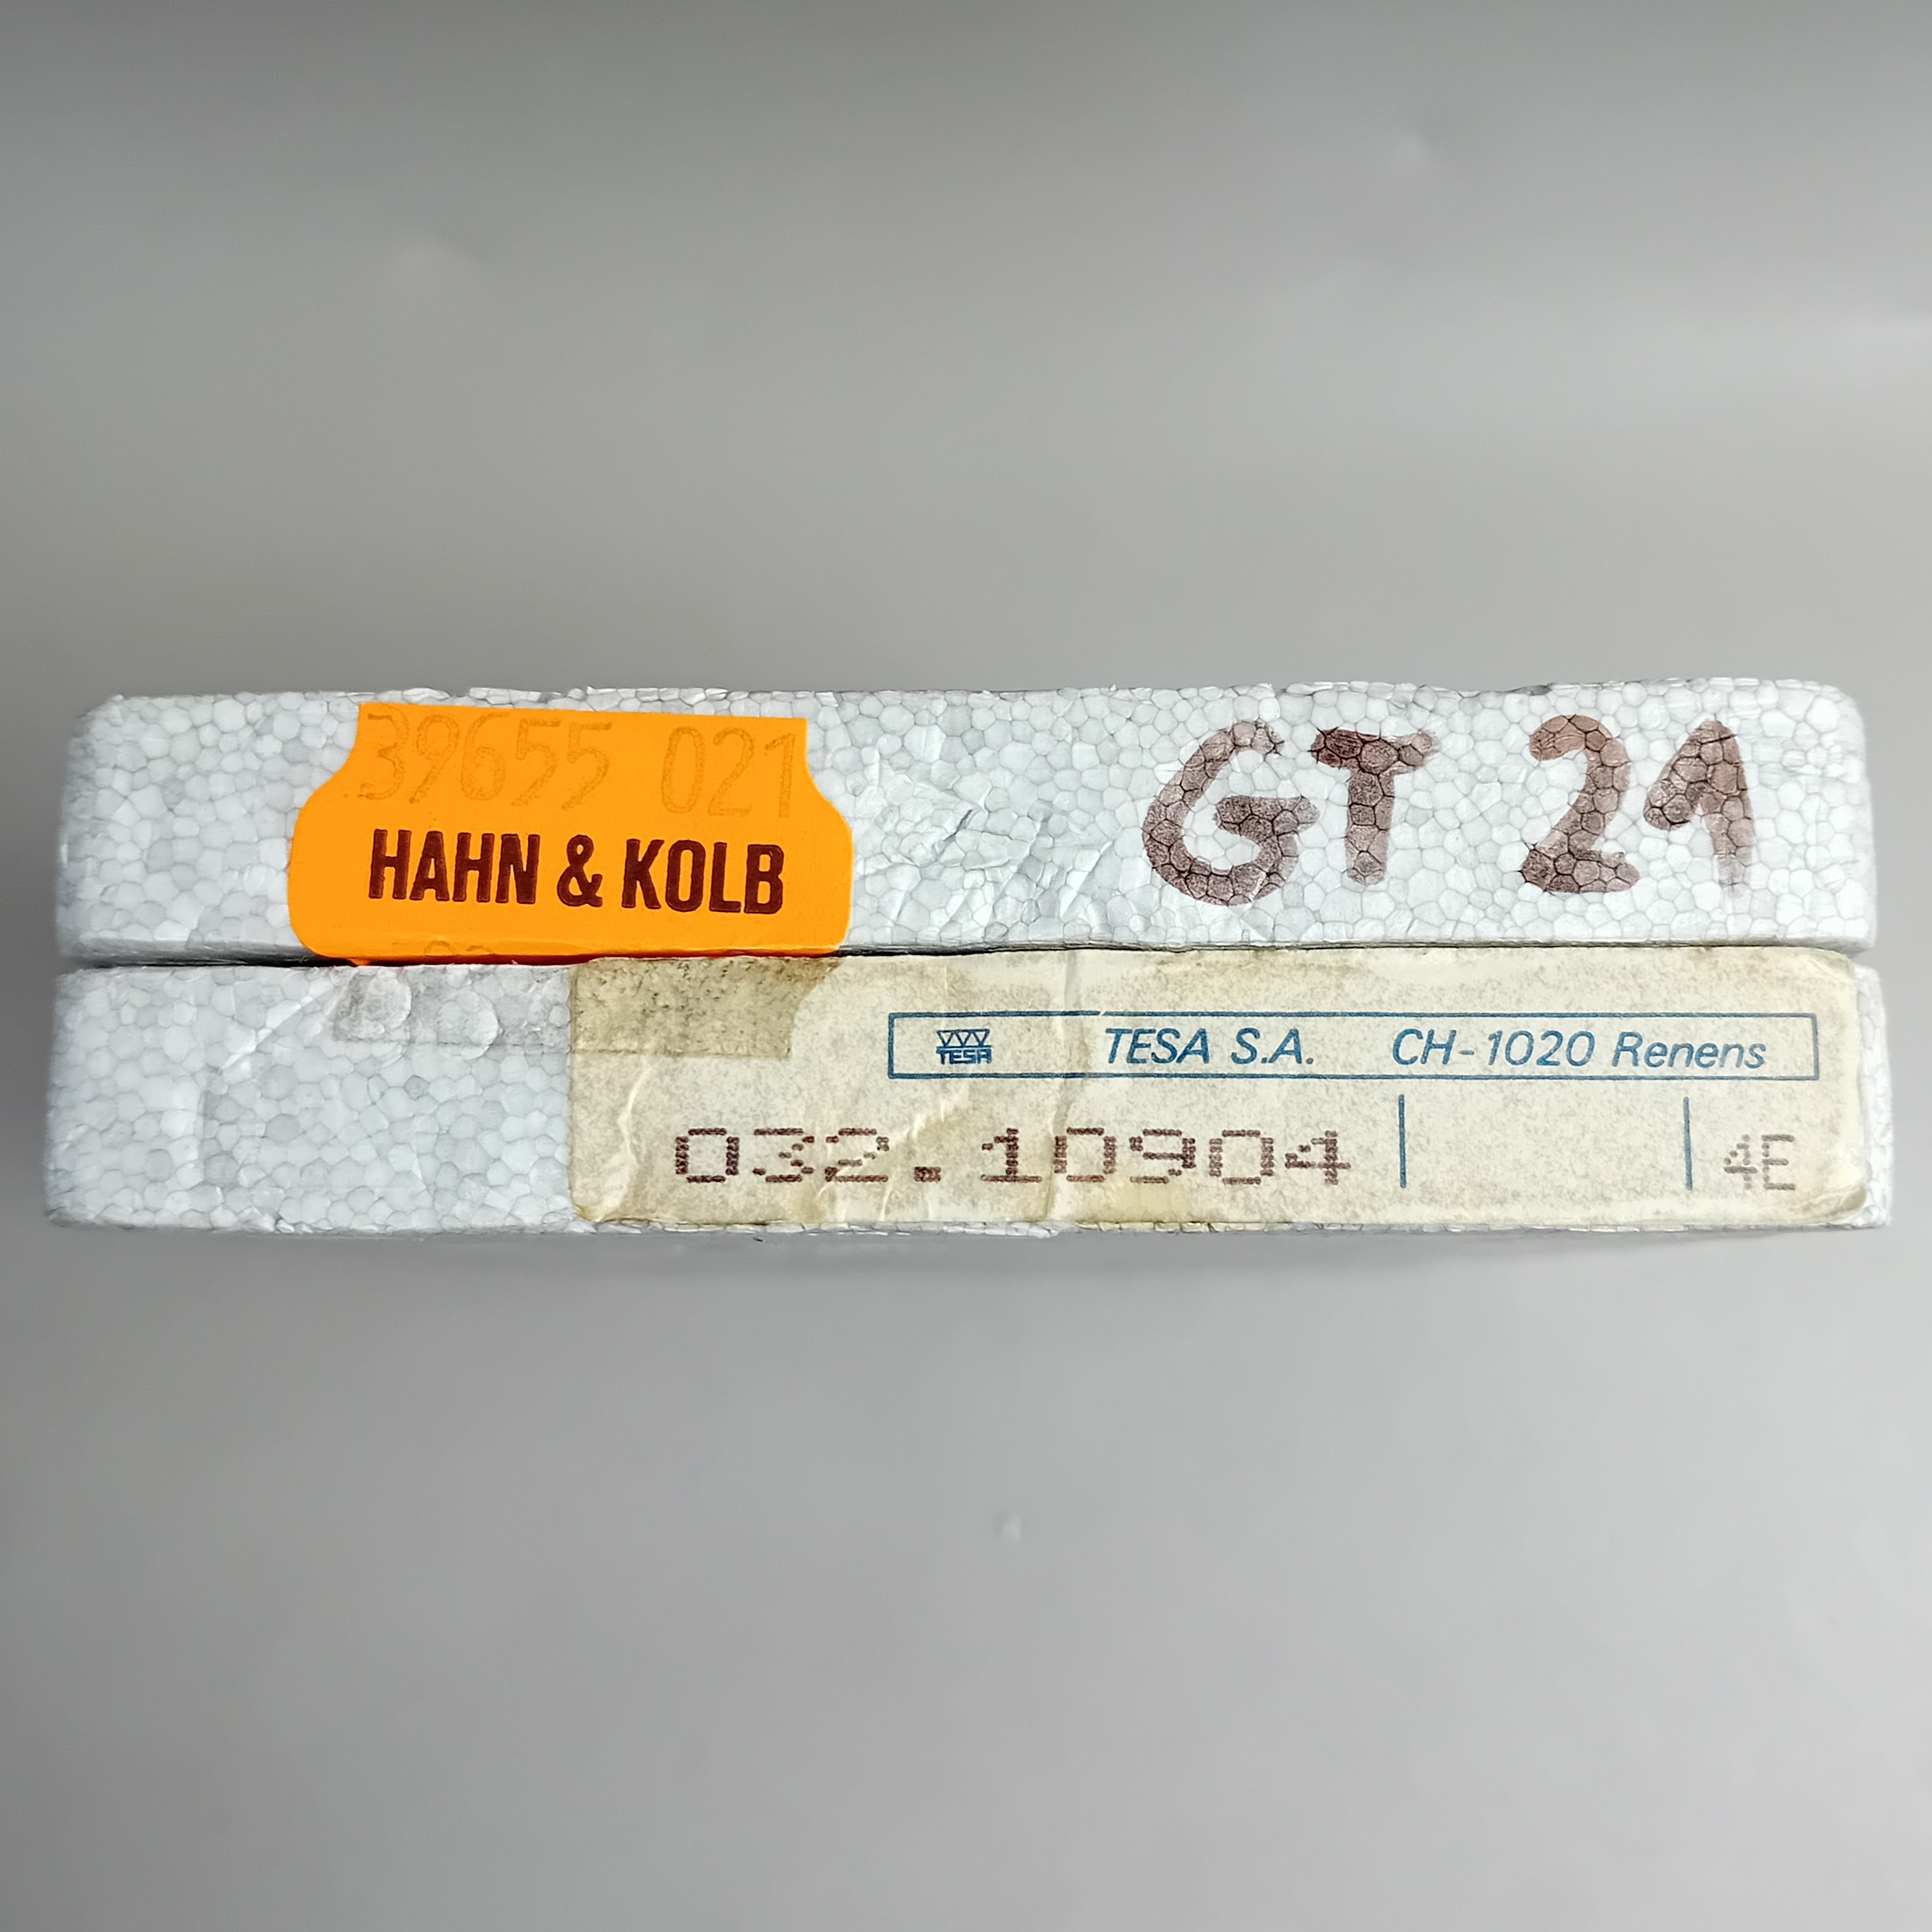 39655 021
HAHN & KOLB
GT 21
TESA
TESA S.A. CH-1020 Renens
032.10904 4E